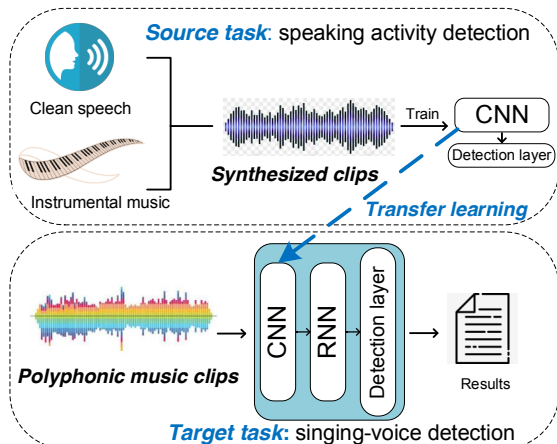 Source task: speaking activity detection
Clean speech
Train
CNN
Detection layer
Synthesized clips
Instrumental music
Transfer learning
CNN
RNN
Detection layer
Polyphonic music clips
Results
Target task: singing-voice detection